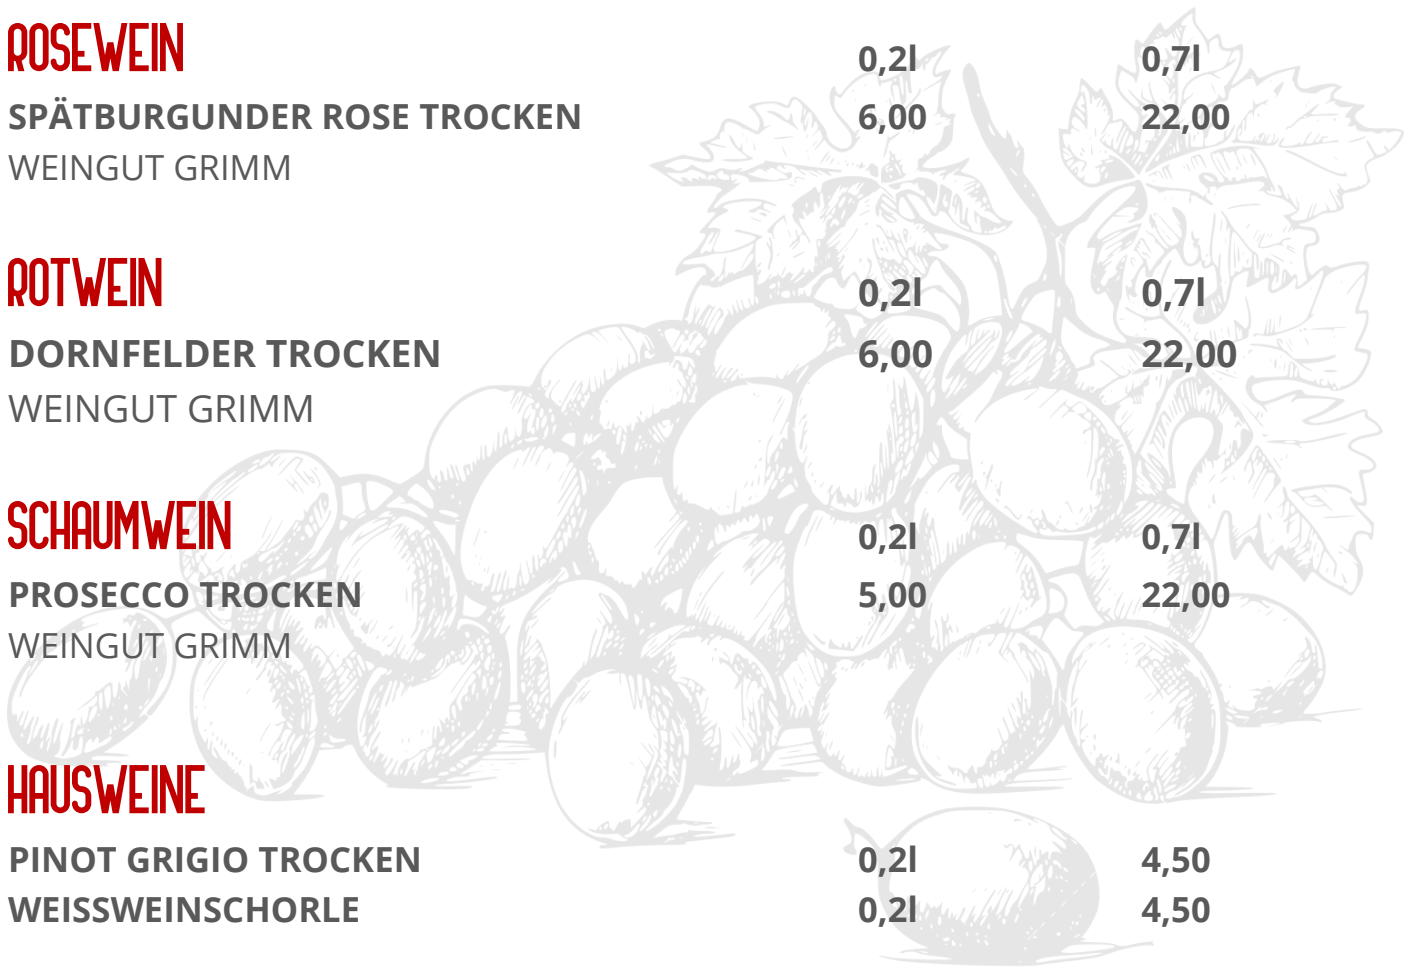 ROSEWEIN 0,2l 0,7l
SPÄTBURGUNDER ROSE TROCKEN 6,00 22,00
WEINGUT GRIMM
ROTWEIN 0,2l 0,7l
DORNFELDER TROCKEN 6,00 22,00
WEINGUT GRIMM
SCHAUMWEIN 0,2l 0,7l
PROSECCO TROCKEN 5,00 22,00
WEINGUT GRIMM
HAUSWEINE
PINOT GRIGIO TROCKEN 0,2l 4,50
WEISSWEINSCHORLE 0,2l 4,50